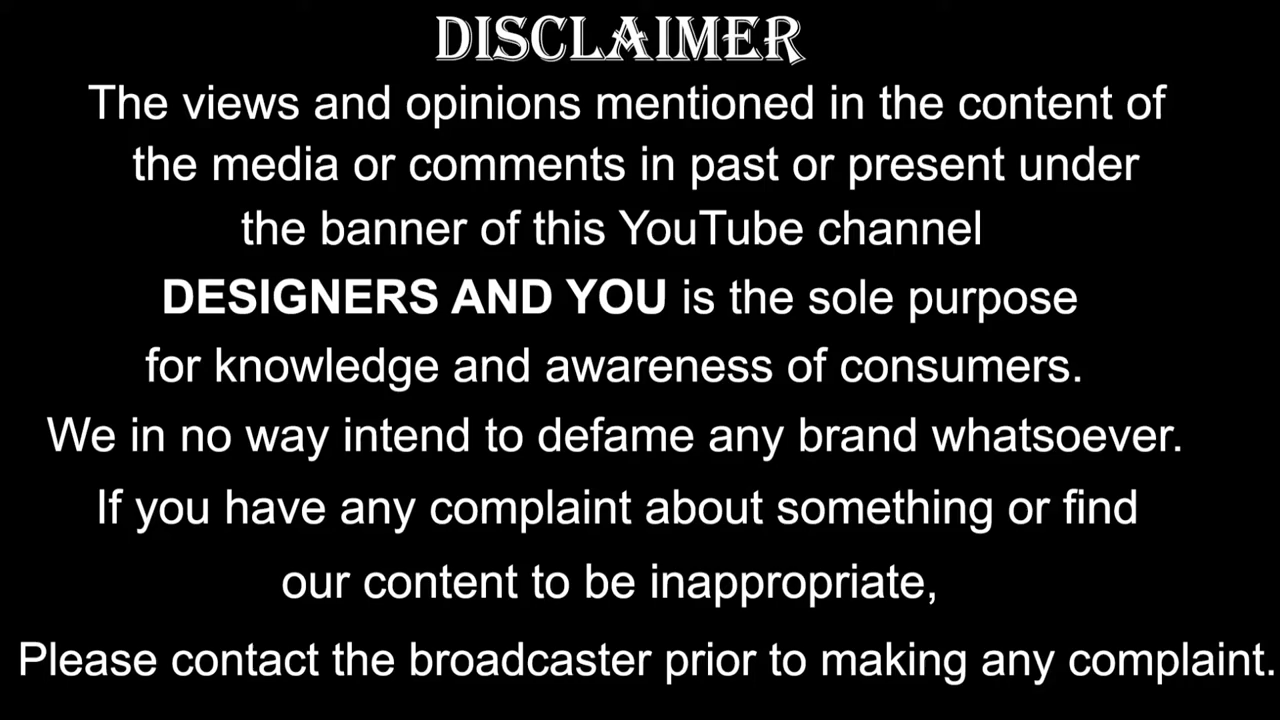 DISCLAIMER
The views and opinions mentioned in the content of
the media or comments in past or present under
the banner of this YouTube channel
DESIGNERS AND YOU is the sole purpose
for knowledge and awareness of consumers.
We in no way intend to defame any brand whatsoever.
If you have any complaint about something or find
our content to be inappropriate,
Please contact the broadcaster prior to making any complaint.